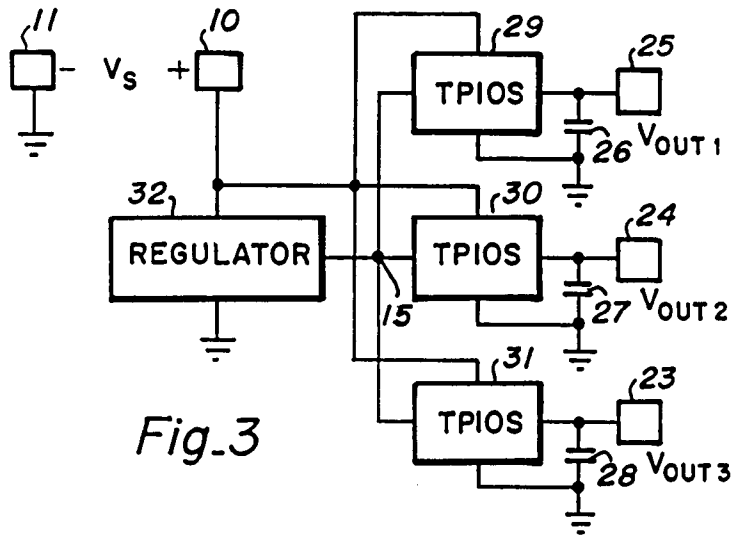 11
10
- VS +
29
TPIOS
25
26
VOUT 1
32
REGULATOR
15
30
TPIOS
24
27
VOUT 2
31
TPIOS
23
28
VOUT 3
Fig_3